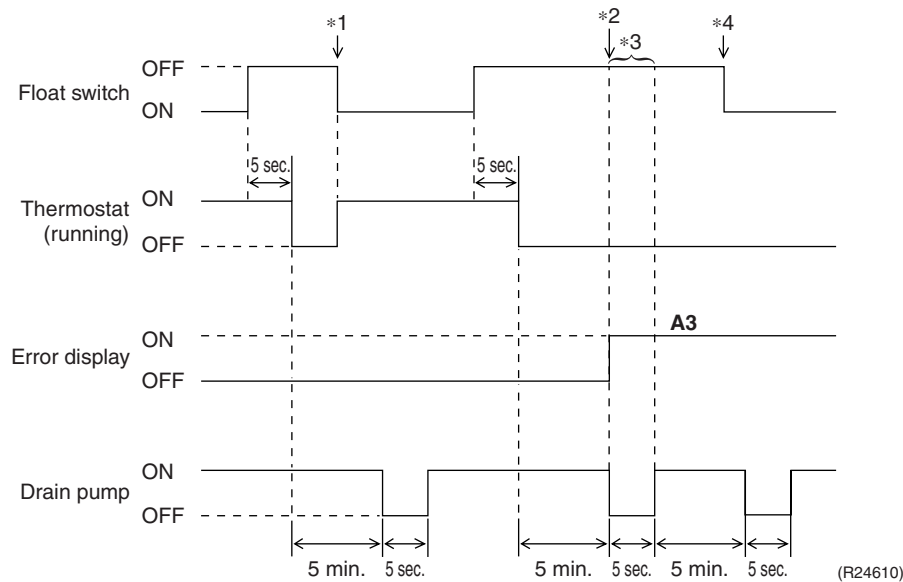 *1
*2
*3
*4
OFF
Float switch
ON
5 sec.
5 sec.
ON
Thermostat
(running)
OFF
A3
ON
Error display
OFF
ON
Drain pump
OFF
5 min.
5 sec.
5 min.
5 sec.
5 min.
5 sec.
(R24610)